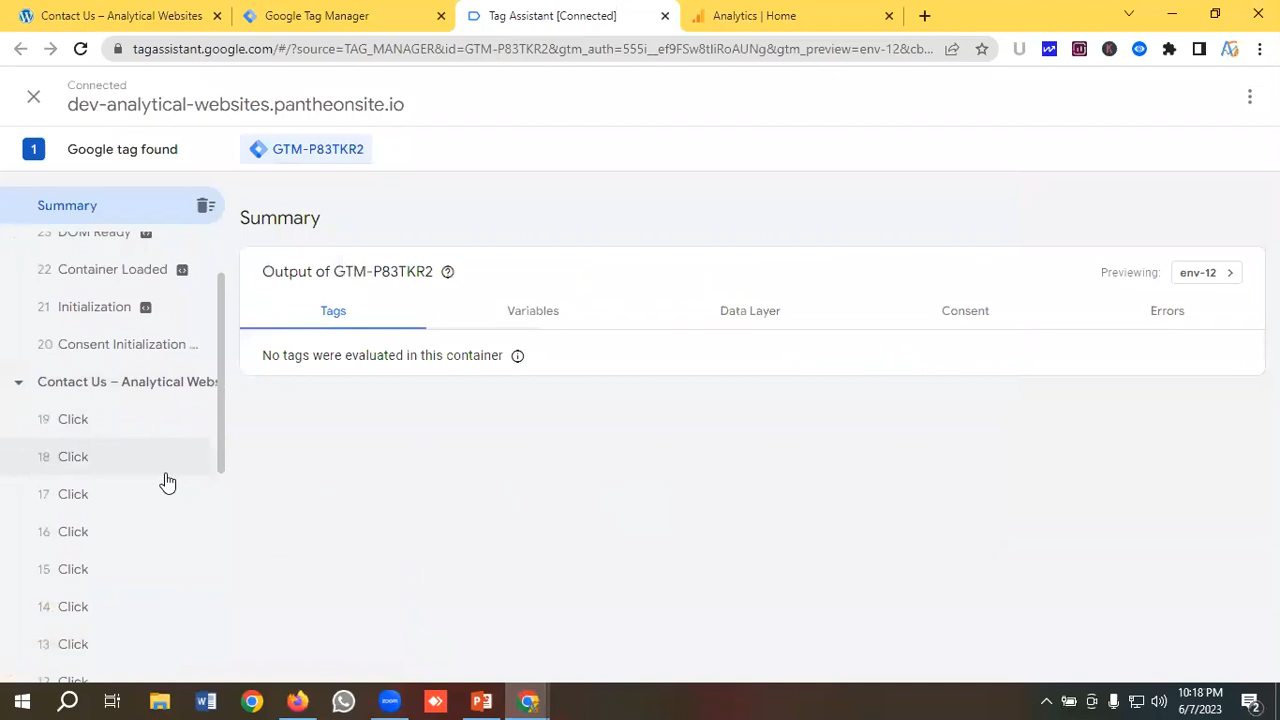 Contact Us – Analytical Websites
Google Tag Manager
Tag Assistant [Connected]
Analytics | Home
tagassistant.google.com/#/?source=TAG_MANAGER&id=GTM-P83TKR2&gtm_auth=555i__ef9FSw8tIiRoAUNg&gtm_preview=env-12&cb...
Connected
dev-analytical-websites.pantheonsite.io
1 Google tag found GTM-P83TKR2
Summary
23 DOM Ready
22 Container Loaded
21 Initialization
20 Consent Initialization ...
Contact Us – Analytical Webs
19 Click
18 Click
17 Click
16 Click
15 Click
14 Click
13 Click
12 Click
Summary
Output of GTM-P83TKR2
Previewing: env-12
Tags Variables Data Layer Consent Errors
No tags were evaluated in this container
zoom
10:18 PM
6/7/2023
2